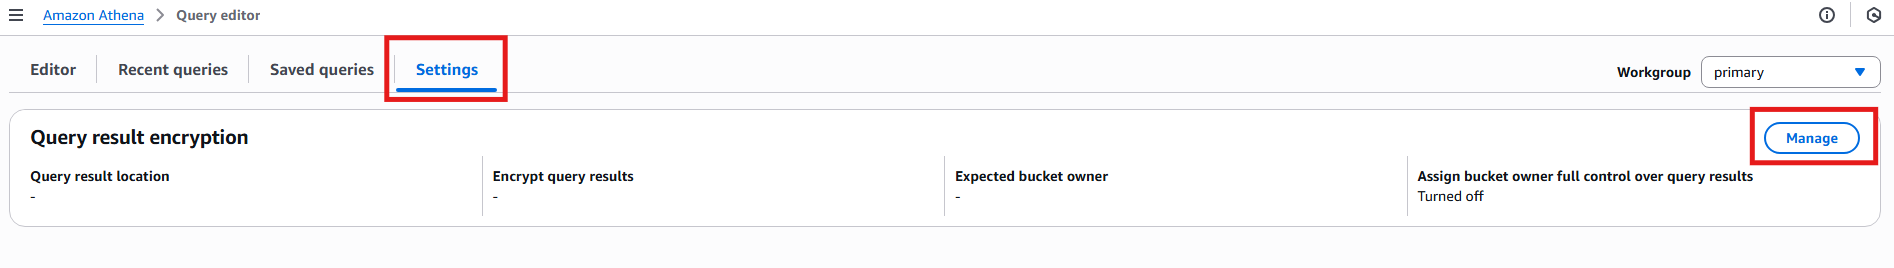 Amazon Athena > Query editor
Editor Recent queries Saved queries Settings
Workgroup primary
Query result encryption
Manage
Query result location Encrypt query results Expected bucket owner Assign bucket owner full control over query results
- - - Turned off